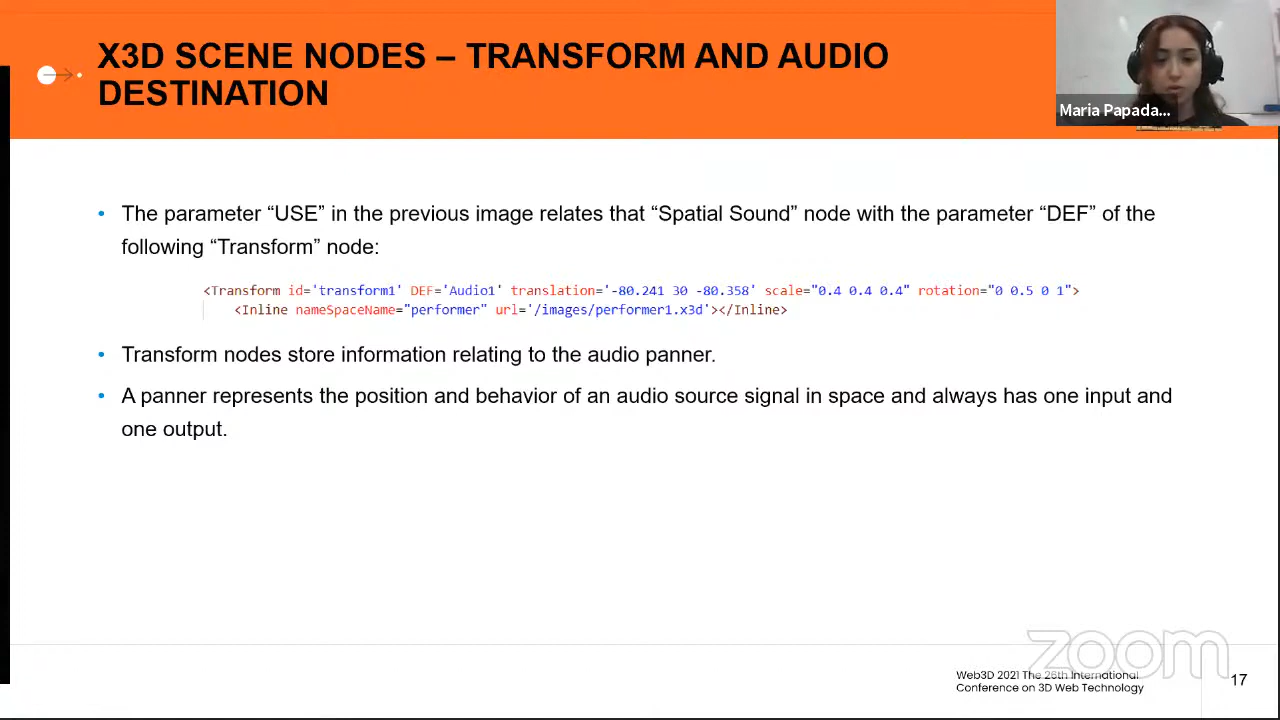 X3D SCENE NODES – TRANSFORM AND AUDIO
DESTINATION
Maria Papada...
• The parameter “USE” in the previous image relates that “Spatial Sound” node with the parameter “DEF” of the
following “Transform” node:
<Transform id='transform1' DEF='Audio1' translation='-80.241 30 -80.358' scale="0.4 0.4 0.4" rotation="0 0.5 0 1">
<Inline nameSpaceName="performer" url='/images/performer1.x3d'></Inline>
• Transform nodes store information relating to the audio panner.
• A panner represents the position and behavior of an audio source signal in space and always has one input and
one output.
zoom
Web3D 2021 The 26th International
Conference on 3D Web Technology
17